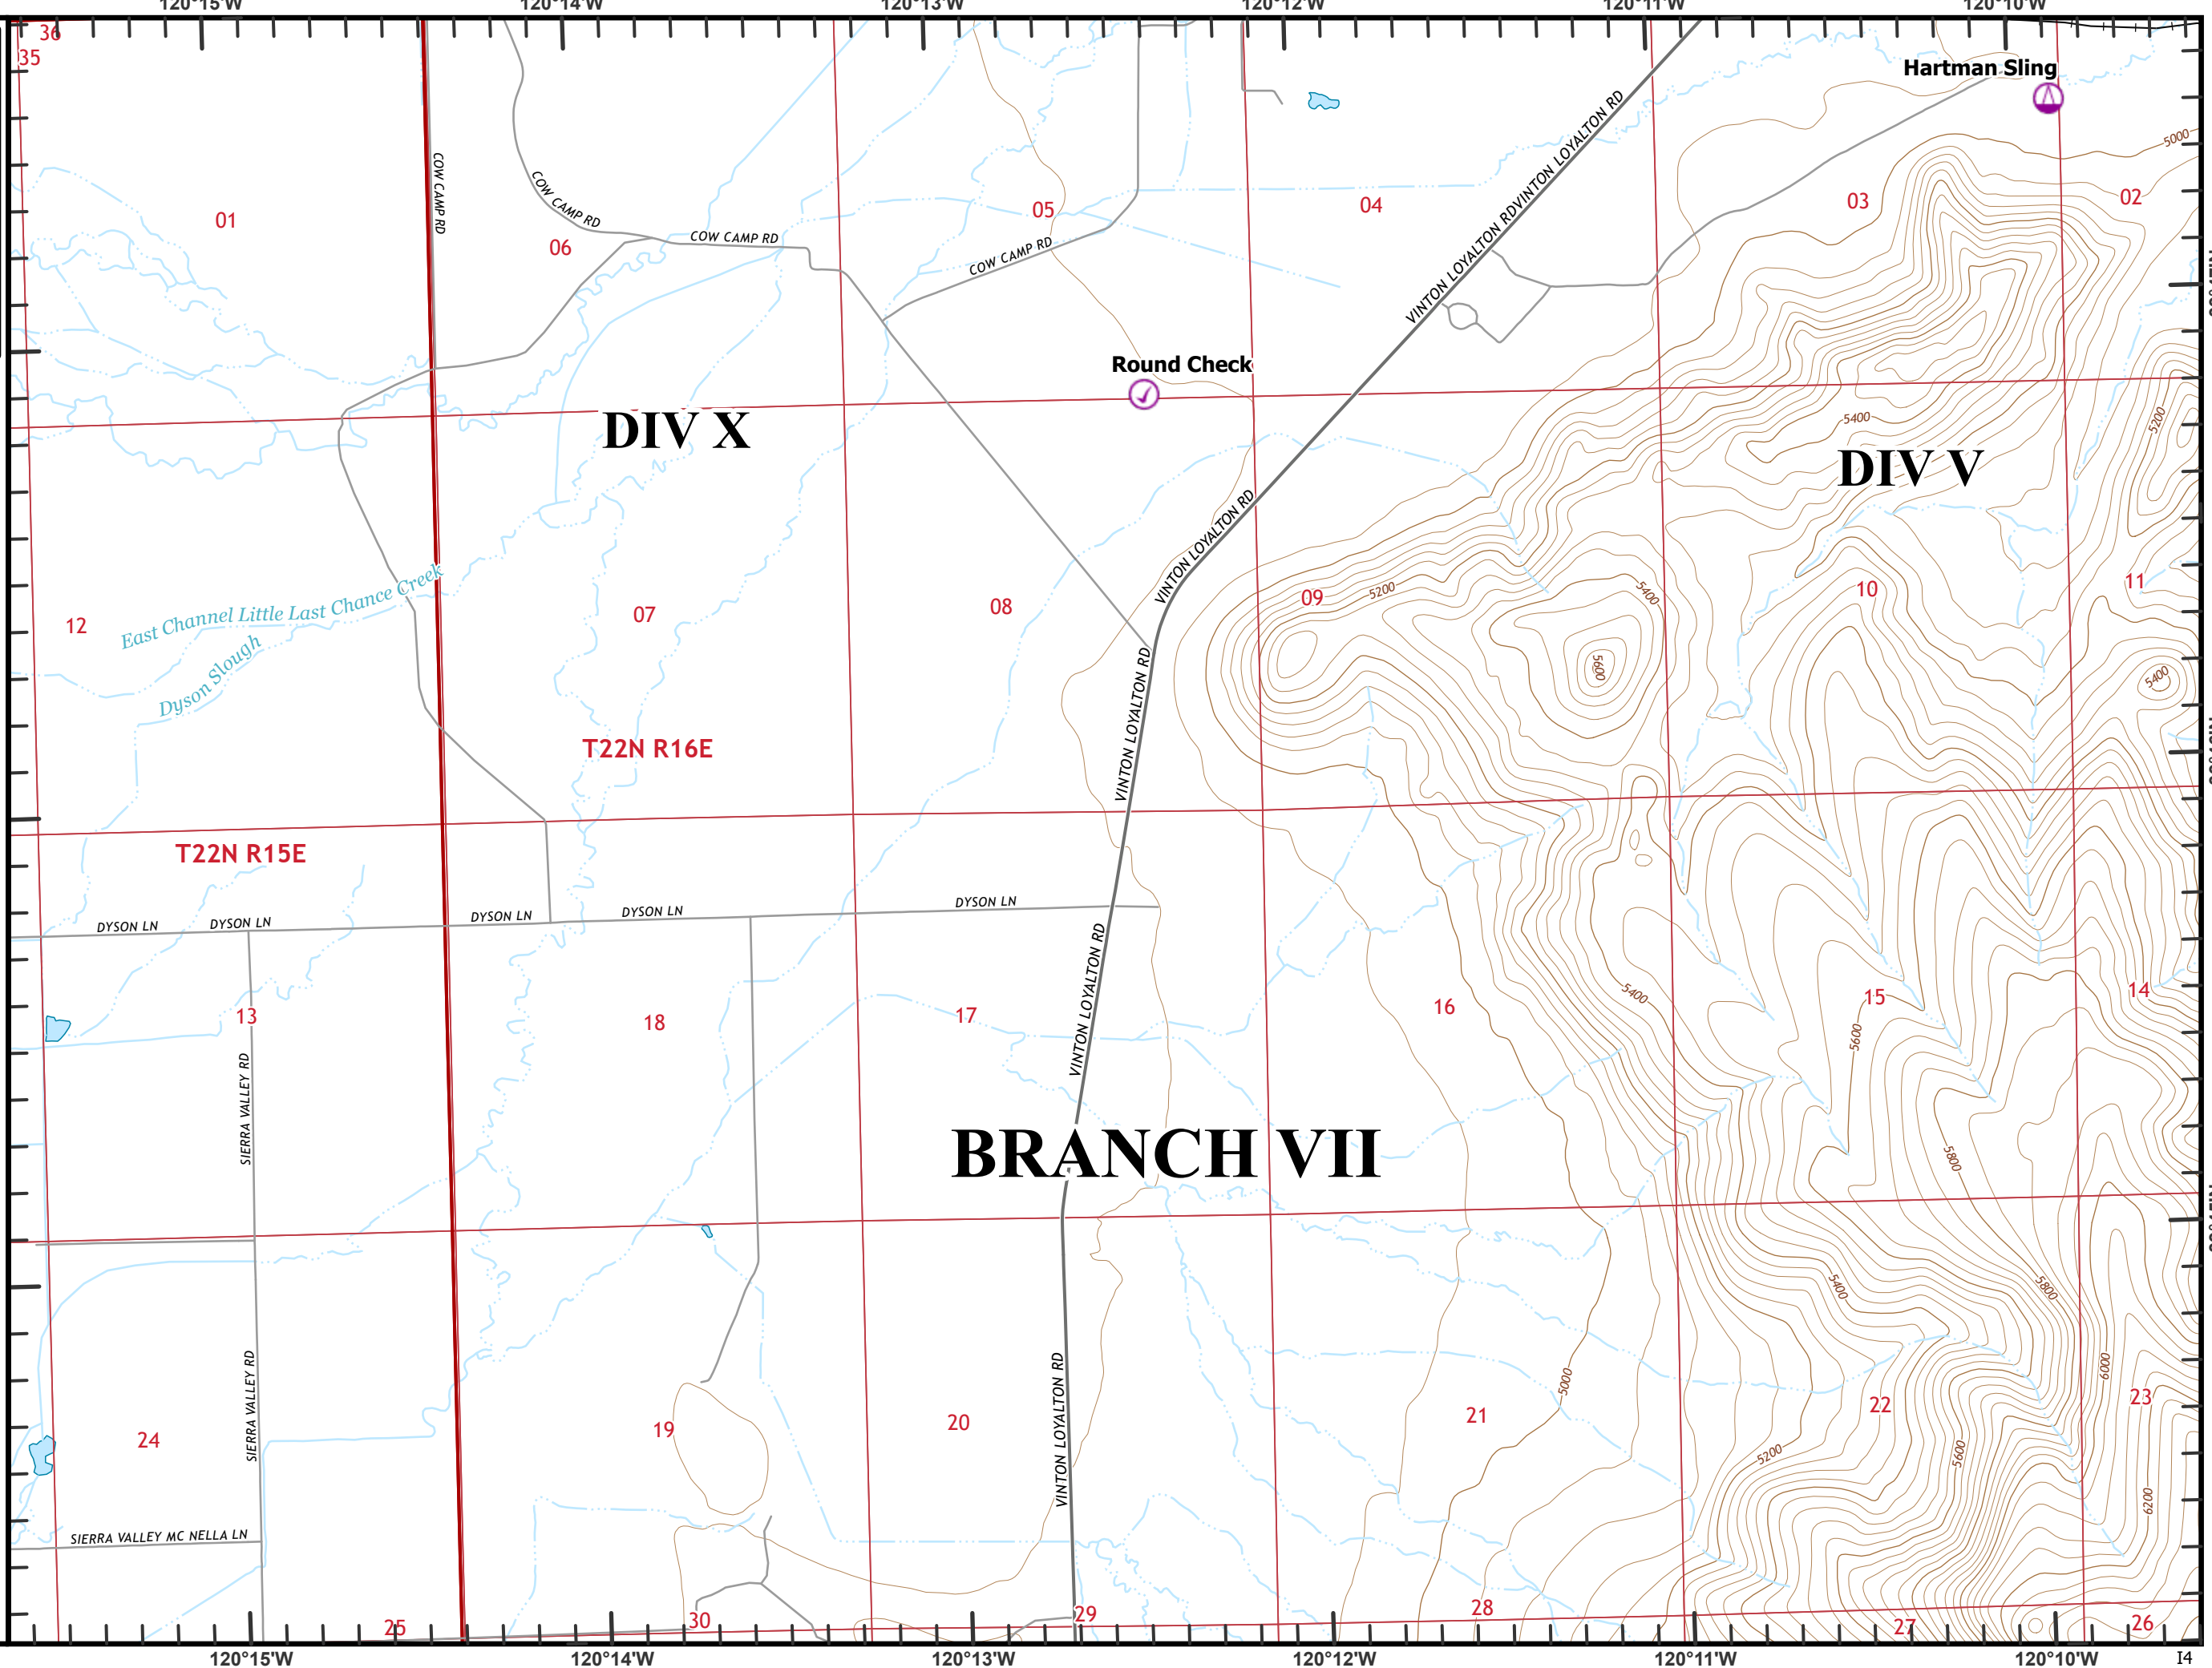 120°15'W 120°14'W 120°13'W 120°12'W 120°11'W 120°10'W
36
35
Hartman Sling
5000
COW CAMP RD
COW CAMP RD
COW CAMP RD
COW CAMP RD
VINTON LOYALTON RD
VINTON LOYALTON RD
01
06
05
04
03
02
Round Check
DIV X
DIV V
5400
5200
VINTON LOYALTON RD
East Channel Little Last Chance Creek
Dyson Slough
12
07
08
09
5200
5400
5600
10
11
5400
T22N R16E
VINTON LOYALTON RD
T22N R15E
DYSON LN
DYSON LN
DYSON LN
DYSON LN
DYSON LN
VINTON LOYALTON RD
13
18
17
16
5400
15
5600
14
SIERRA VALLEY RD
BRANCH VII
5800
5400
5800
SIERRA VALLEY RD
VINTON LOYALTON RD
5000
6000
24
19
20
21
22
23
5200
5600
6200
SIERRA VALLEY MC NELLA LN
25
30
29
28
27
26
120°15'W 120°14'W 120°13'W 120°12'W 120°11'W 120°10'W
I4